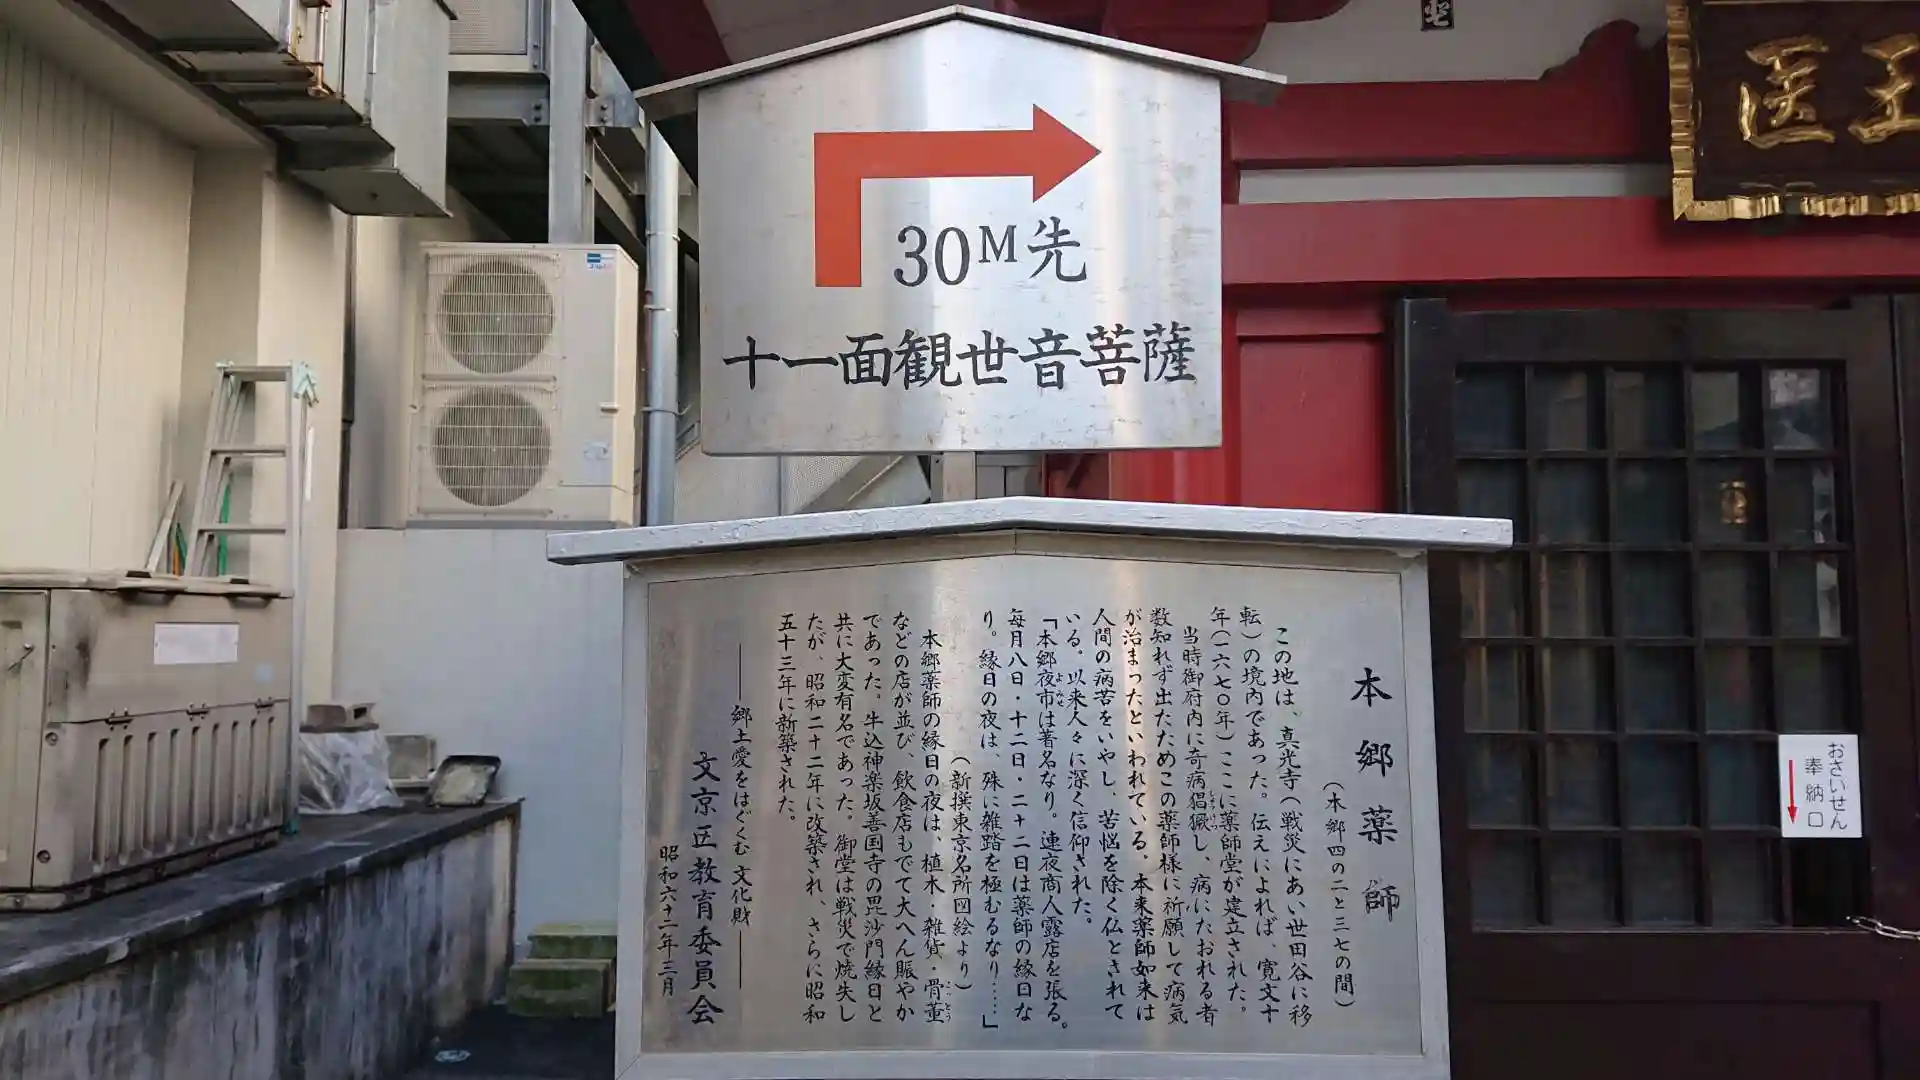 30M先
十一面観世音菩薩
医王
本郷薬師
(本郷四の二と三七の間)
この地は、真光寺(戦災にあい世田谷に移
転)の境内であった。伝えによれば、寛文十
年(一六七〇年)ここに薬師堂が建立された。
当時御府内に奇病猖獗し、病にたおれる者
数知れず出たためこの薬師様に祈願して病気
が治まったといわれている。本来薬師如来は
人間の病苦をいやし、苦悩を除く仏とされて
いる。以来人々に深く信仰された。
「本郷夜市は著名なり。連夜商人露店を張る。
毎月八日・十二日・二十二日は薬師の縁日な
り。縁日の夜は、殊に雑踏を極むるなり……」
(新撰東京名所図絵より)
本郷薬師の縁日の夜は、植木・雑貨・骨董
などの店が並び、飲食店もでて大へん賑やか
であった。牛込神楽坂善国寺の毘沙門縁日と
共に大変有名であった。御堂は戦災で焼失し
たが、昭和二十二年に改築され、さらに昭和
五十三年に新築された。
郷土愛をはぐくむ文化財
文京区教育委員会
昭和六十二年三月
おさいせん
奉納口